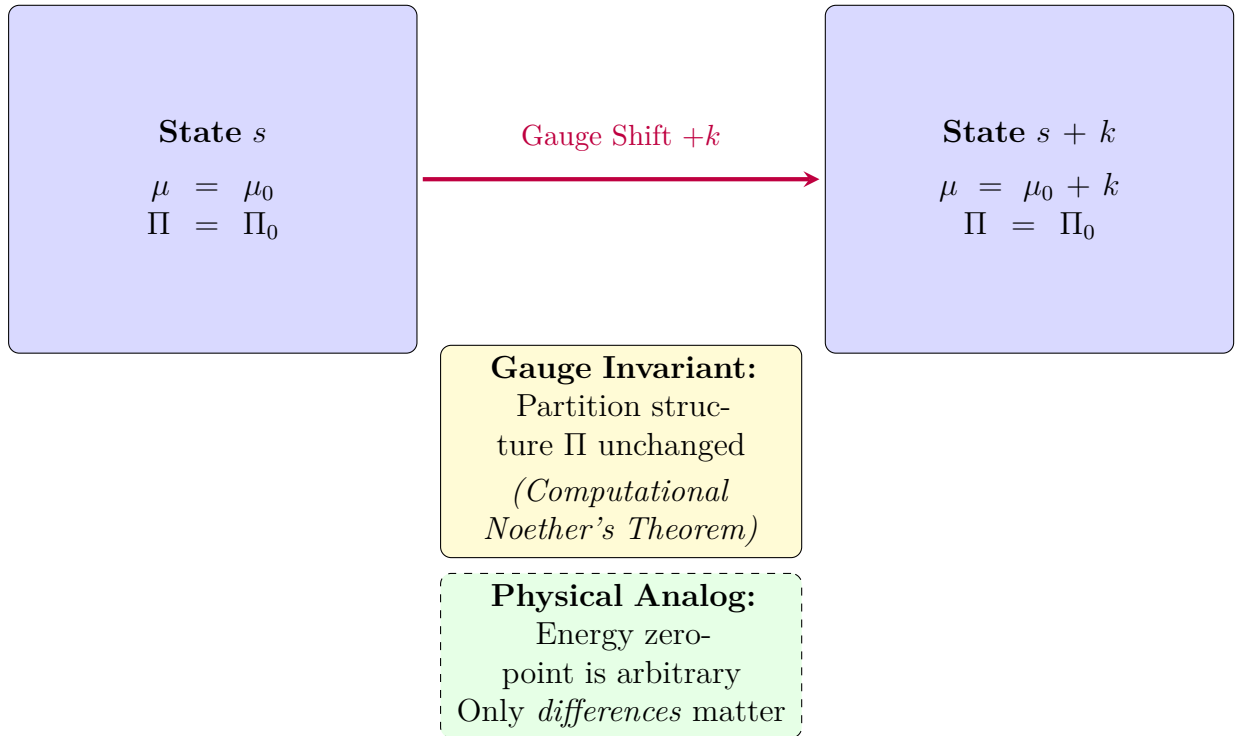 State s
μ = μ₀
Π = Π₀
Gauge Shift +k
State s + k
μ = μ₀ + k
Π = Π₀
Gauge Invariant:
Partition struc-
ture Π unchanged
(Computational
Noether's Theorem)
Physical Analog:
Energy zero-
point is arbitrary
Only differences matter